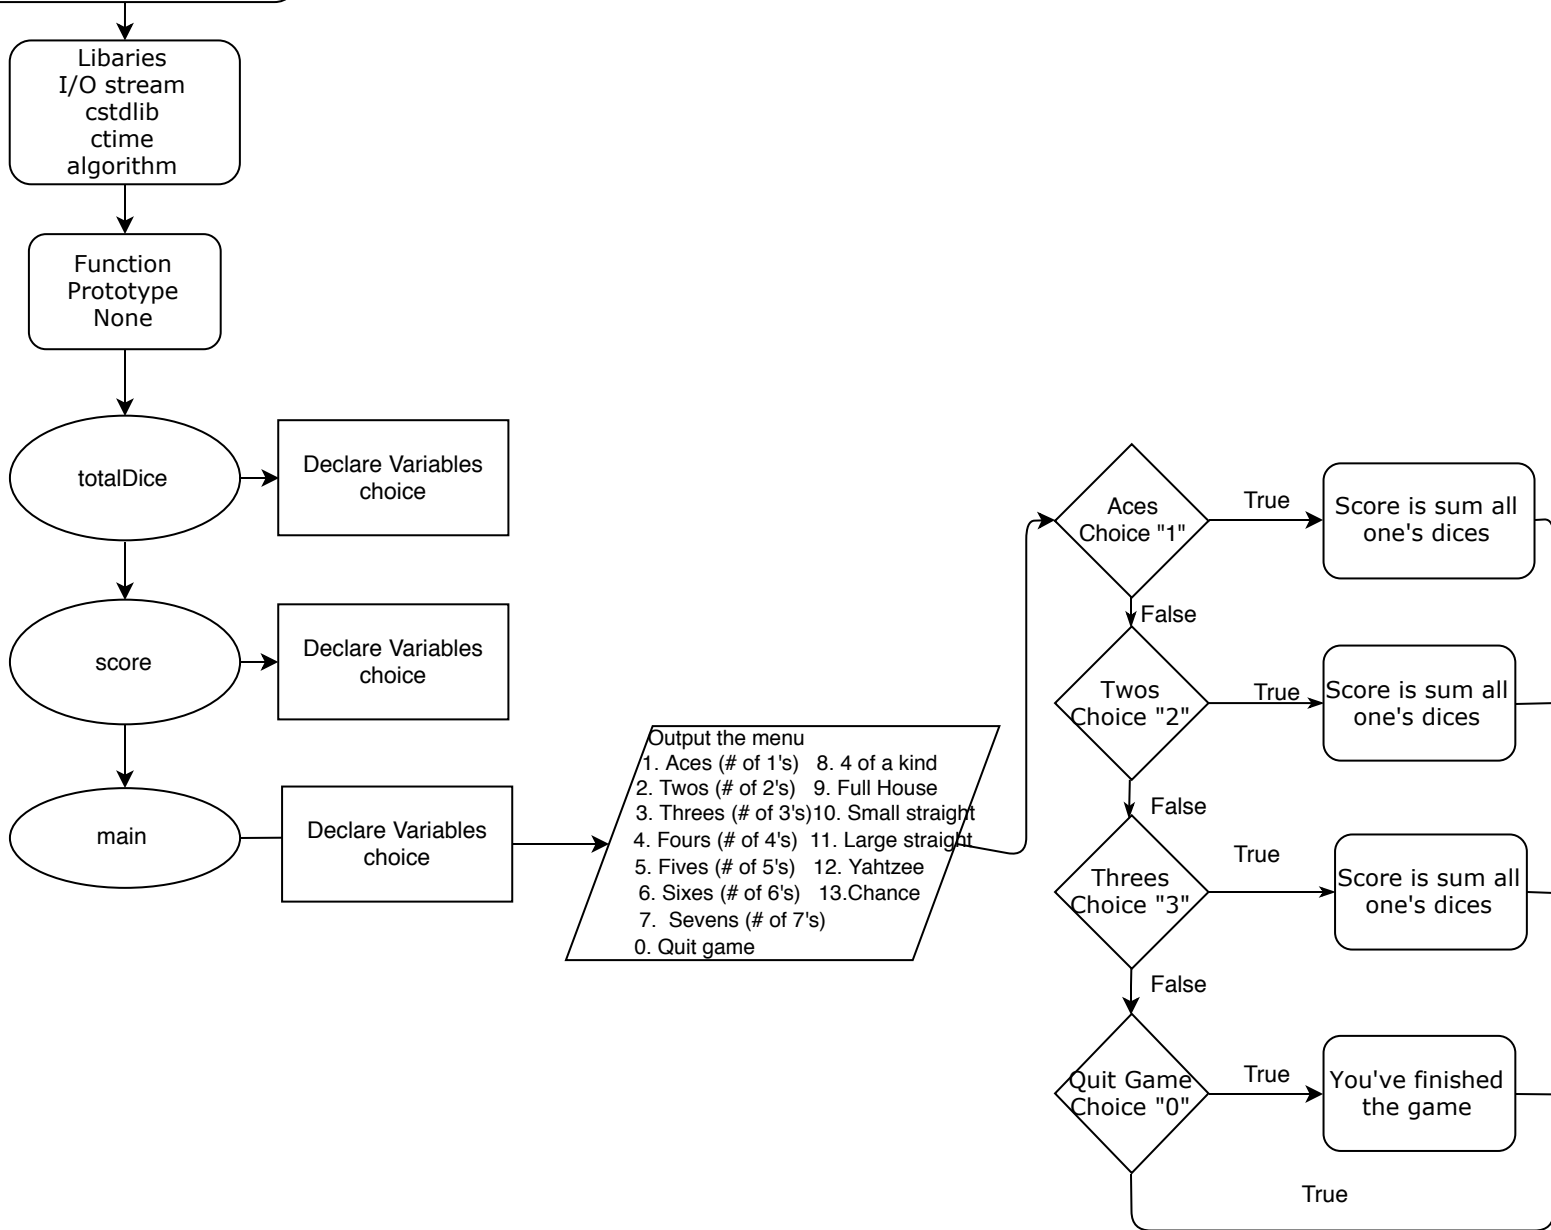 Libaries
I/O stream
cstdlib
ctime
algorithm
Function
Prototype
None
totalDice
Declare Variables
choice
score
Declare Variables
choice
main
Declare Variables
choice
Output the menu
1. Aces (# of 1's) 8. 4 of a kind
2. Twos (# of 2's) 9. Full House
3. Threes (# of 3's)10. Small straight
4. Fours (# of 4's) 11. Large straight
5. Fives (# of 5's) 12. Yahtzee
6. Sixes (# of 6's) 13.Chance
7. Sevens (# of 7's)
0. Quit game
Aces
Choice "1"
True
Score is sum all
one's dices
False
Twos
Choice "2"
True
Score is sum all
one's dices
False
Threes
Choice "3"
True
Score is sum all
one's dices
False
Quit Game
Choice "0"
True
You've finished
the game
True